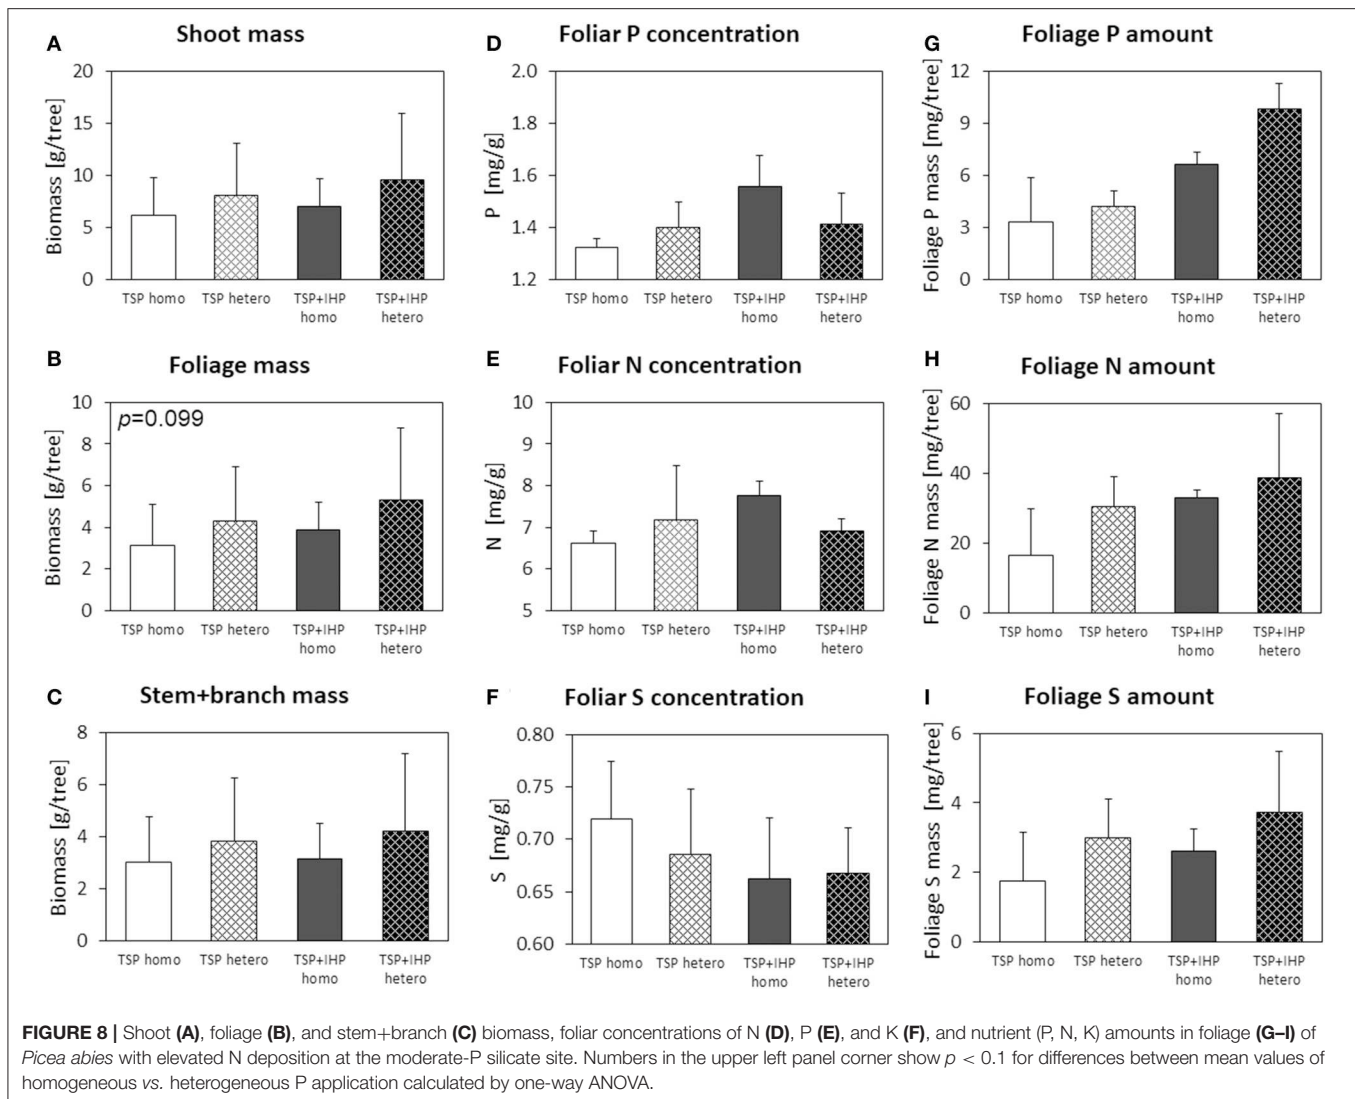 A
Shoot mass
Biomass [g/tree]
20
15
10
5
0
TSP homo
TSP hetero
TSP+IHP
homo
TSP+IHP
hetero
D
Foliar P concentration
P [mg/g]
2.0
1.8
1.6
1.4
1.2
TSP homo
TSP hetero
TSP+IHP
homo
TSP+IHP
hetero
G
Foliage P amount
Foliage P mass [mg/tree]
12
9
6
3
0
TSP homo
TSP hetero
TSP+IHP
homo
TSP+IHP
hetero
B
Foliage mass
Biomass [g/tree]
p=0.099
10
8
6
4
2
0
TSP homo
TSP hetero
TSP+IHP
homo
TSP+IHP
hetero
E
Foliar N concentration
N [mg/g]
10
9
8
7
6
5
TSP homo
TSP hetero
TSP+IHP
homo
TSP+IHP
hetero
H
Foliage N amount
Foliage N mass [mg/tree]
60
40
20
0
TSP homo
TSP hetero
TSP+IHP
homo
TSP+IHP
hetero
C
Stem+branch mass
Biomass [g/tree]
8
6
4
2
0
TSP homo
TSP hetero
TSP+IHP
homo
TSP+IHP
hetero
F
Foliar S concentration
S [mg/g]
0.80
0.75
0.70
0.65
0.60
TSP homo
TSP hetero
TSP+IHP
homo
TSP+IHP
hetero
I
Foliage S amount
Foliage S mass [mg/tree]
6
4
2
0
TSP homo
TSP hetero
TSP+IHP
homo
TSP+IHP
hetero
FIGURE 8 | Shoot (A), foliage (B), and stem+branch (C) biomass, foliar concentrations of N (D), P (E), and K (F), and nutrient (P, N, K) amounts in foliage (G–I) of
Picea abies with elevated N deposition at the moderate-P silicate site. Numbers in the upper left panel corner show p < 0.1 for differences between mean values of
homogeneous vs. heterogeneous P application calculated by one-way ANOVA.